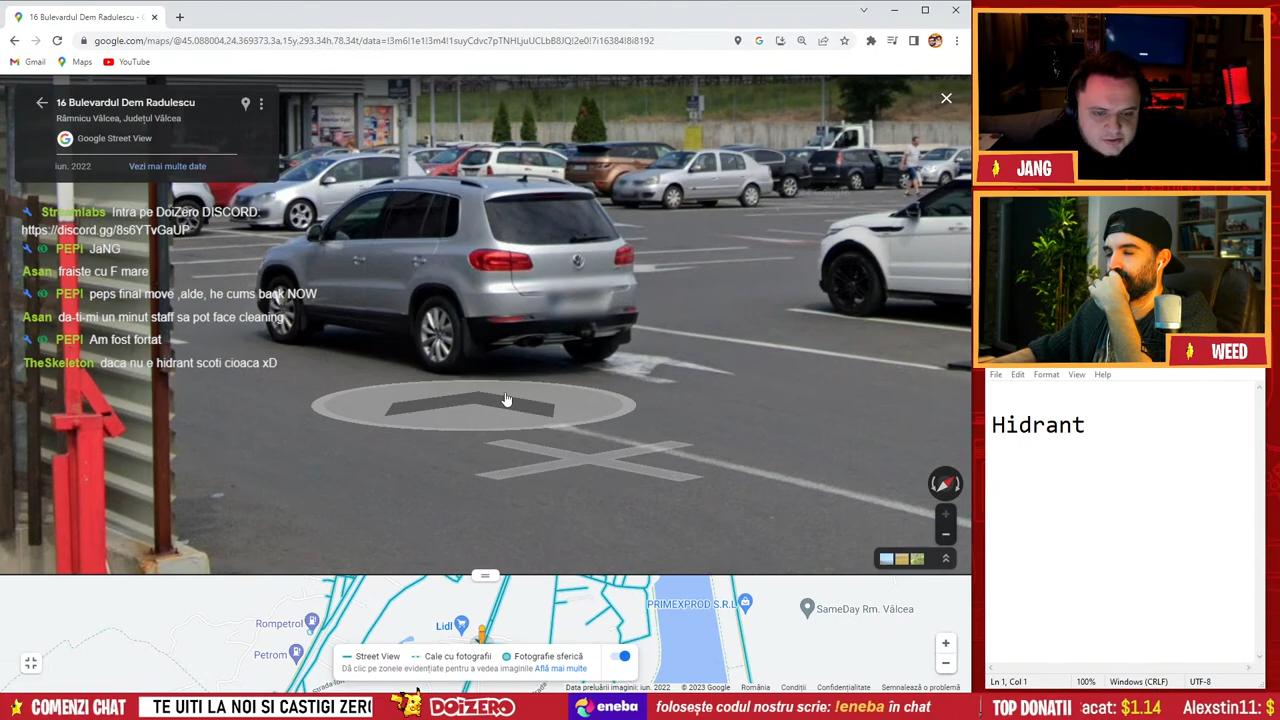 16 Bulevardul Dem Radulescu - G
google.com/maps/@45.088004,24.369373,3a,15y,293.34h,78.34t/data=!3m6!1e1!3m4!1suyCdvc7pTNHLjuUCLbB8IQ!2e0!7i16384!8i8192
Gmail
Maps
YouTube
16 Bulevardul Dem Radulescu
Râmnicu Vâlcea, Județul Vâlcea
Google Street View
iun. 2022
Vezi mai multe date
Streamlabs Intra pe DoiZero DISCORD:
https://discord.gg/8s6YTvGaUP
PEPI JaNG
Asan fraiste cu F mare
PEPI peps final move ,alde, he cums back NOW
Asan da-ti-mi un minut staff sa pot face cleaning
PEPI Am fost fortat
TheSkeleton daca nu e hidrant scoti cioaca xD
JANG
WEED
File Edit Format View Help
Hidrant
Ln 1, Col 1 100% Windows (CRLF) UTF-8
PRIMEXPROD S.R.L
SameDay Rm. Vâlcea
Rompetrol
Lidl
Petrom
Street View
Cale cu fotografii
Fotografie sferică
Dă clic pe zonele evidențiate pentru a vedea imaginile Află mai multe
Datele preluării imaginii: iun. 2022 © 2023 Google România Condiții Confidențialitate Semnalează o problemă
COMENZI CHAT
TE UITI LA NOI SI CASTIGI ZERO
DOIZERO
eneba
folosește codul nostru scrie: !eneba în chat
TOP DONATII
acat: $1.14 Alexstin11: $